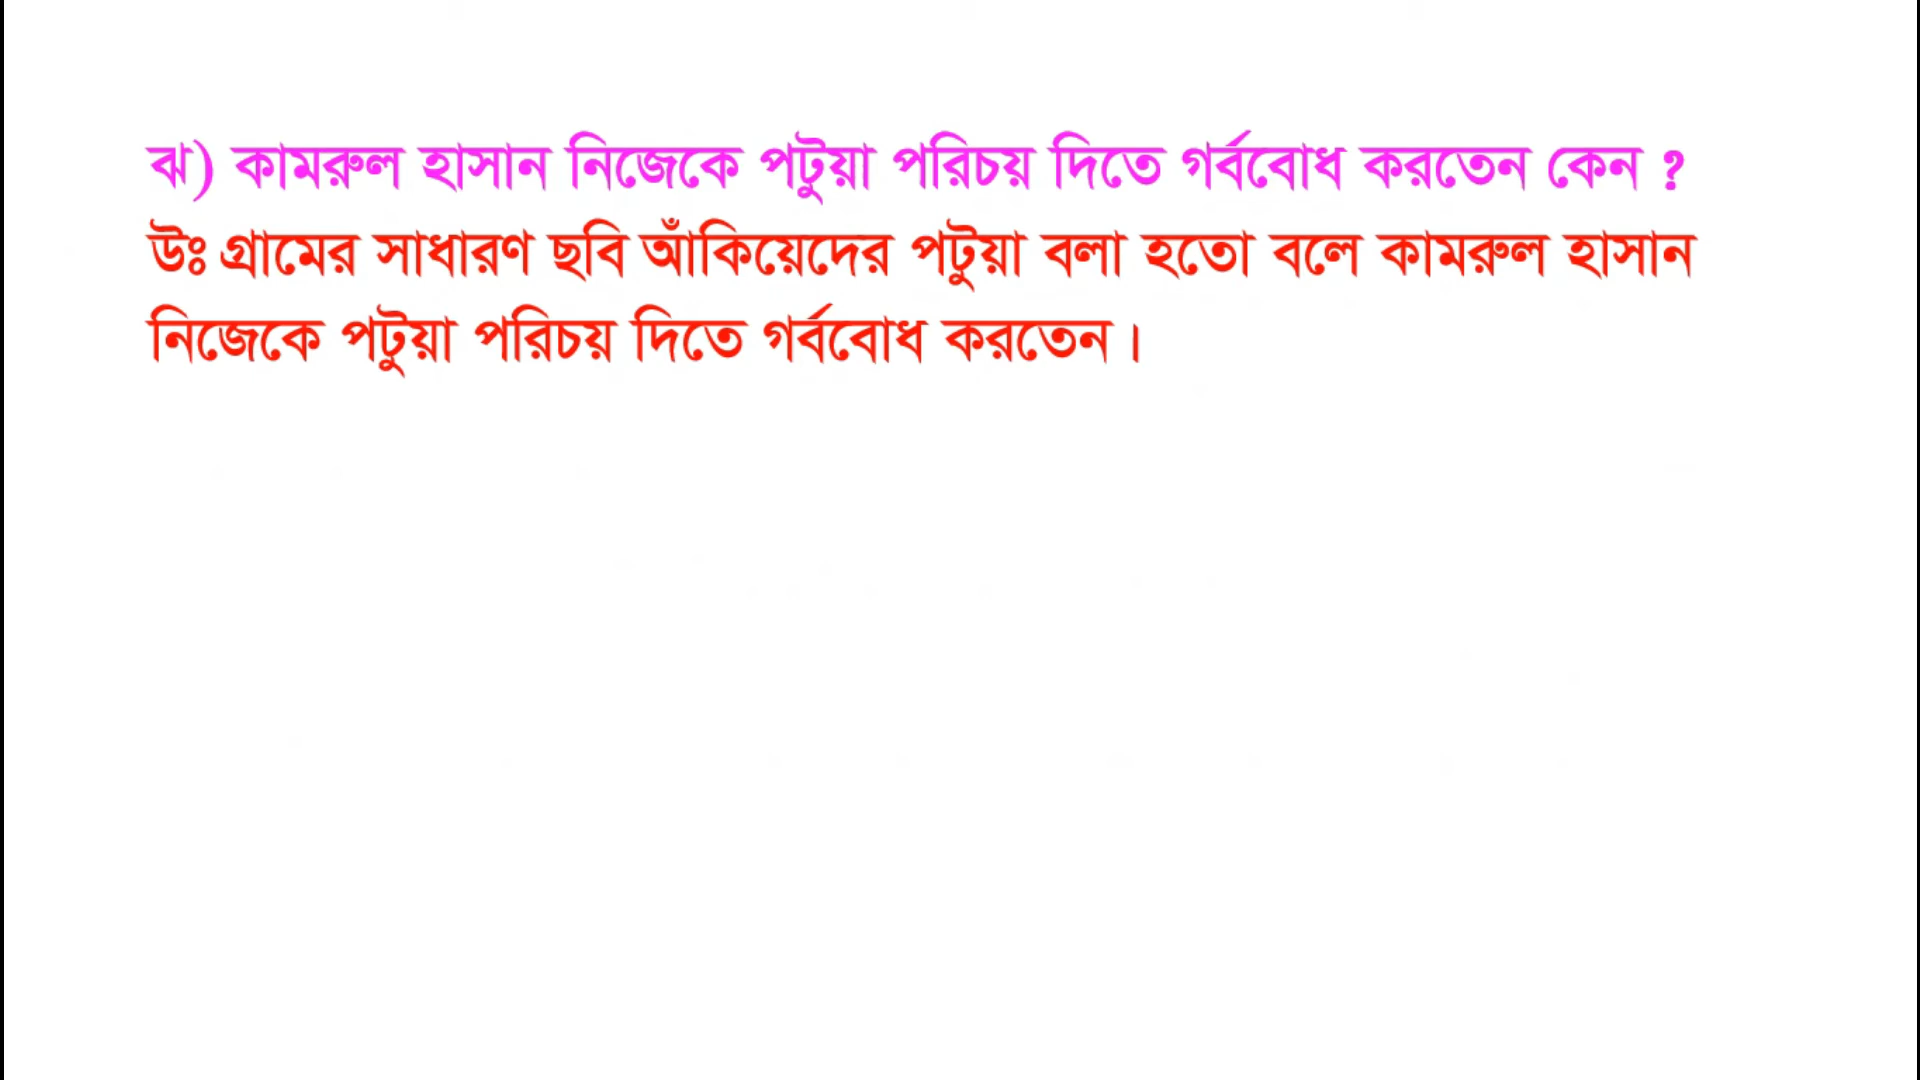 ঝ) কামরুল হাসান নিজেকে পটুয়া পরিচয় দিতে গর্ববোধ করতেন কেন ?
উঃ গ্রামের সাধারণ ছবি আঁকিয়েদের পটুয়া বলা হতো বলে কামরুল হাসান
নিজেকে পটুয়া পরিচয় দিতে গর্ববোধ করতেন।